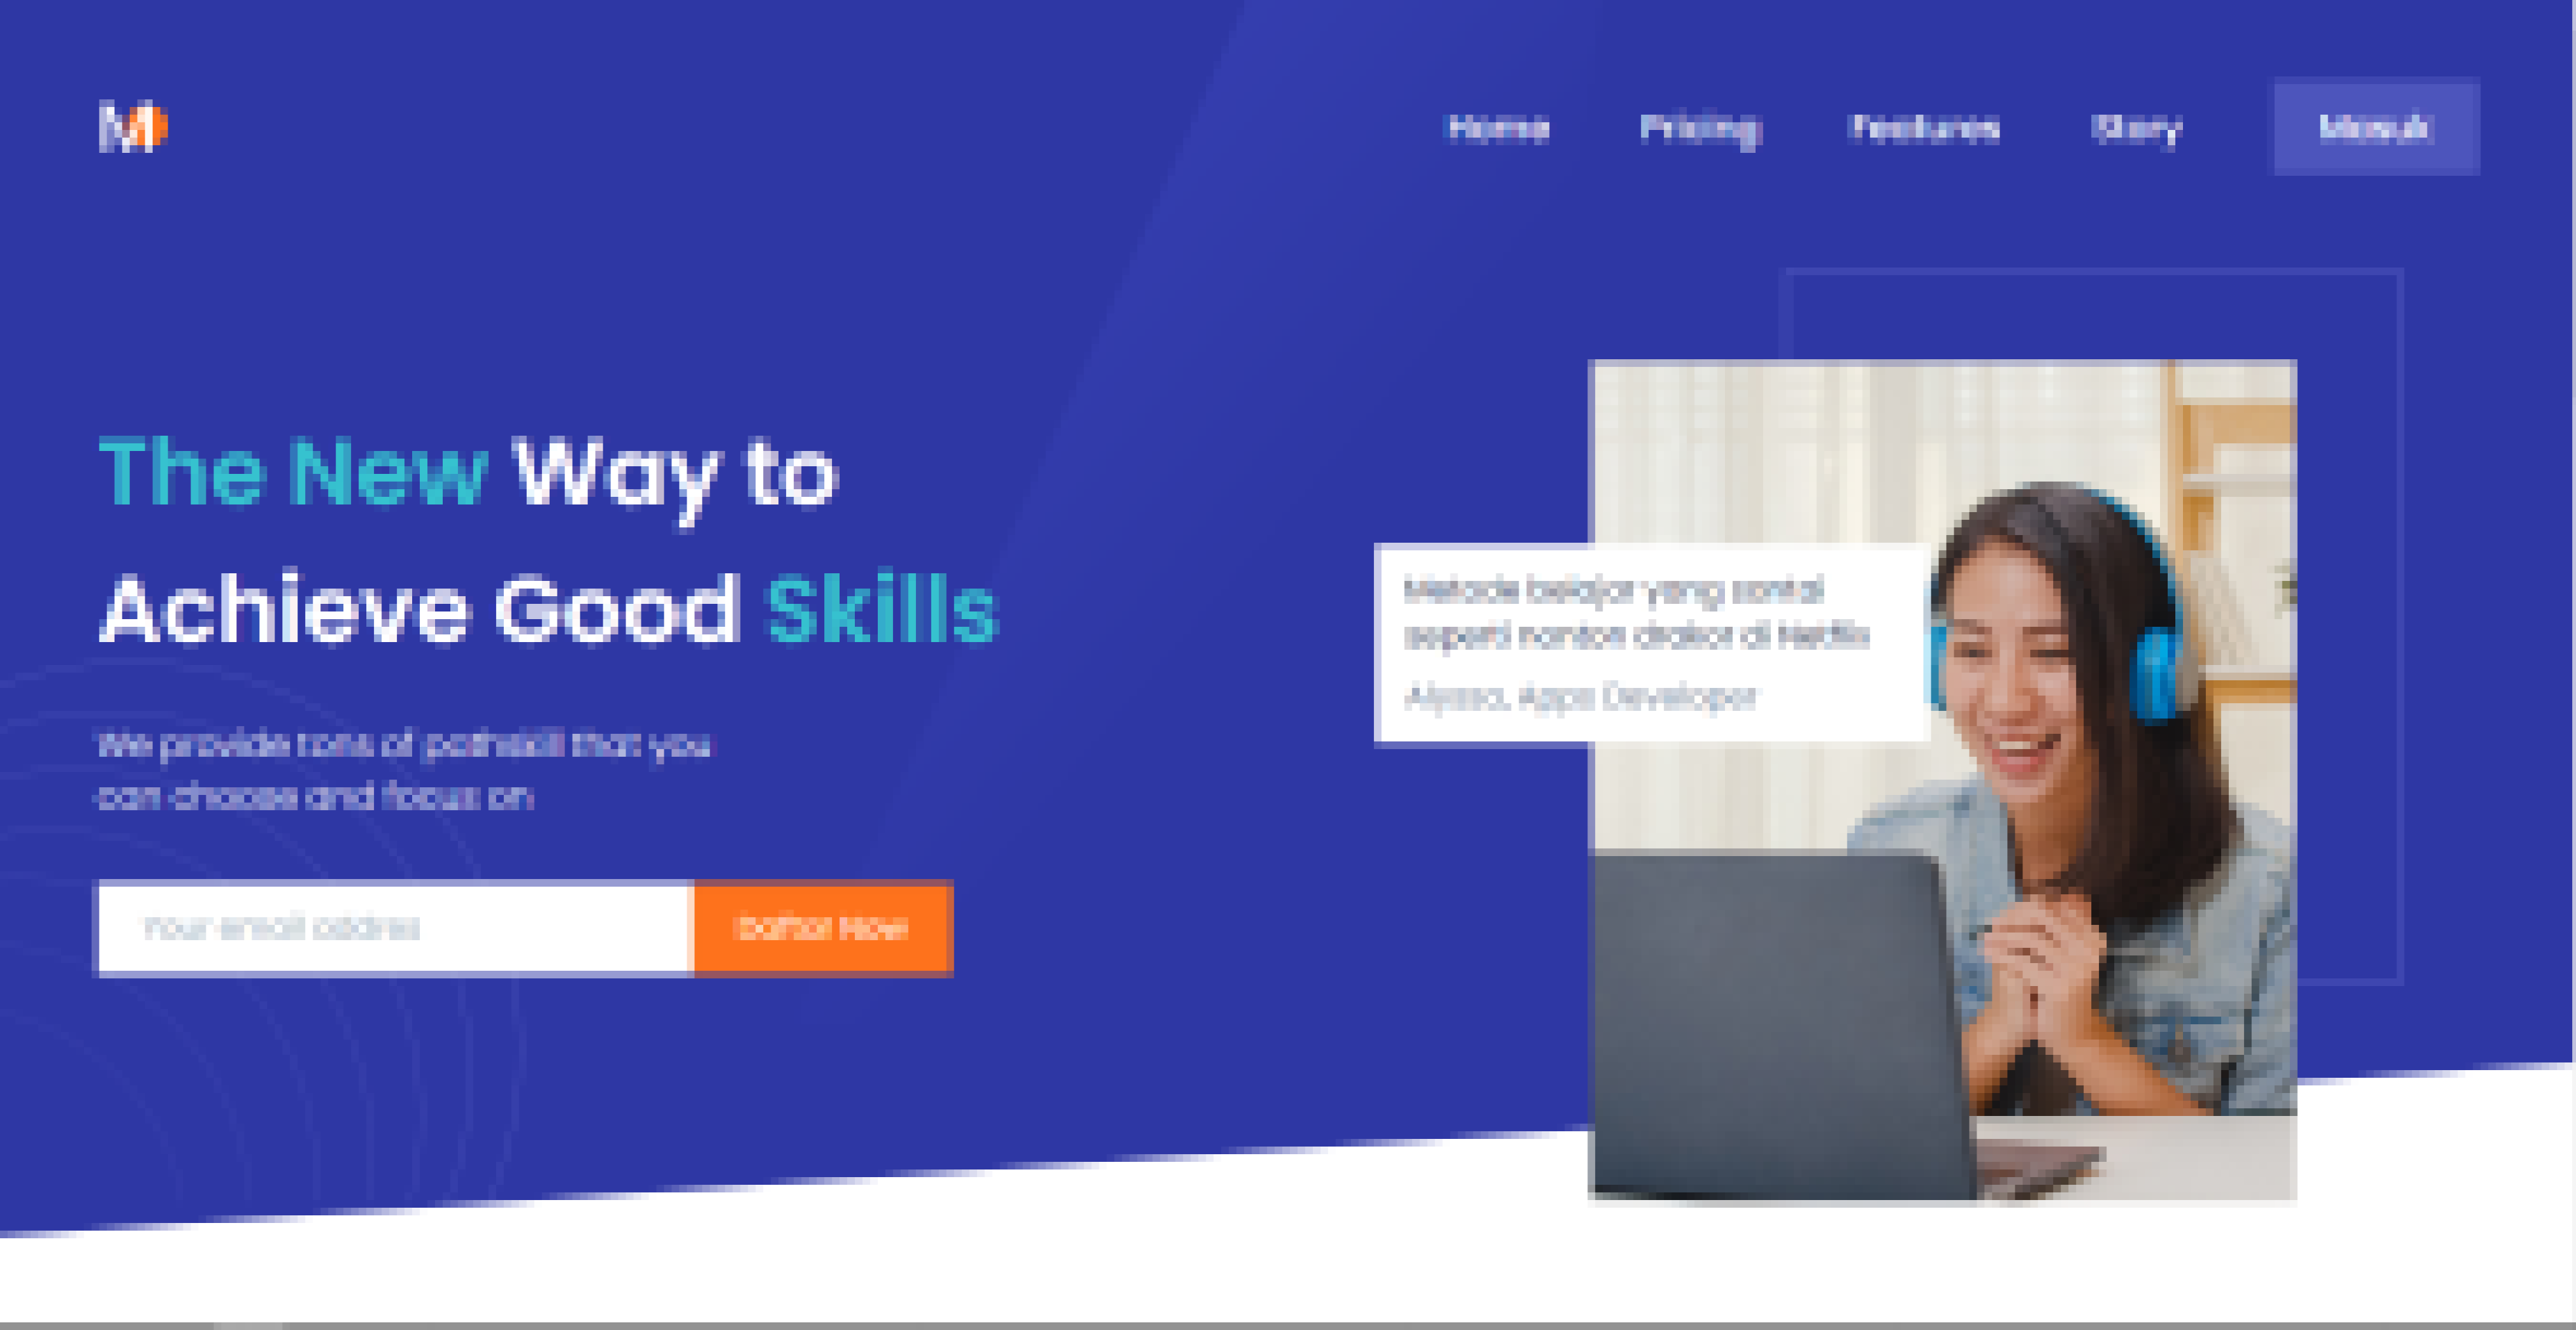 M
Home
Pricing
Features
Story
Masuk
The New Way to
Achieve Good Skills
We provide tons of pathskill that you
can choose and focus on
Your email address
Daftar Now
Metode belajar yang santai
seperti nonton drakor di Netflix
Apps Developer